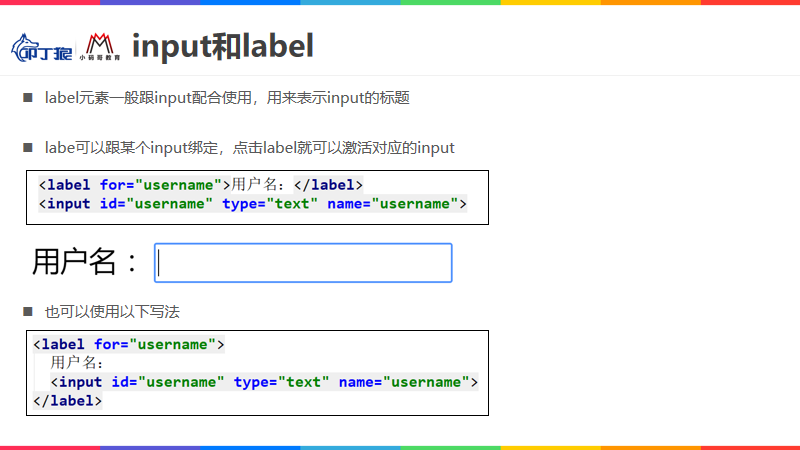 叩丁狼
小码哥教育
input和label
label元素一般跟input配合使用，用来表示input的标题
labe可以跟某个input绑定，点击label就可以激活对应的input
<label for="username">用户名：</label>
<input id="username" type="text" name="username">
用户名：
也可以使用以下写法
<label for="username">
用户名：
<input id="username" type="text" name="username">
</label>